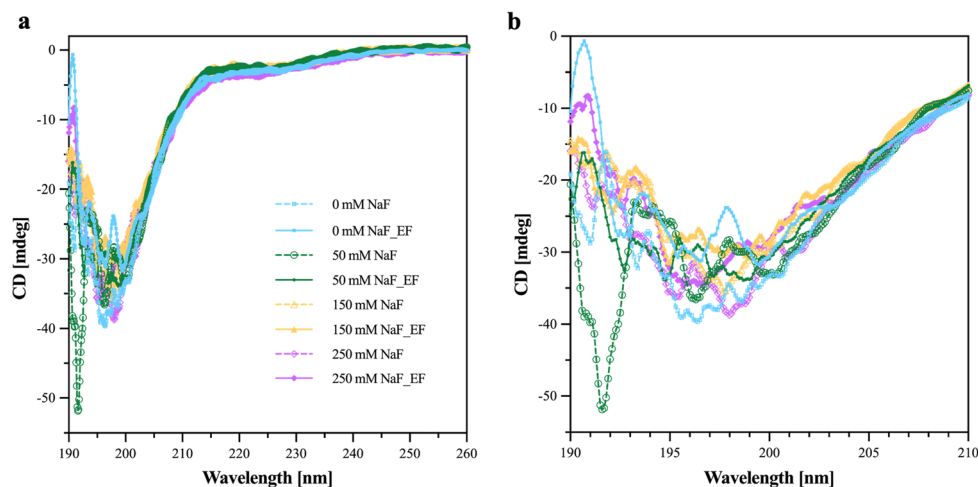 a
0
-10
-20
-30
-40
-50
CD [mdeg]
190 200 210 220 230 240 250 260
Wavelength [nm]
0 mM NaF
0 mM NaF_EF
50 mM NaF
50 mM NaF_EF
150 mM NaF
150 mM NaF_EF
250 mM NaF
250 mM NaF_EF
b
0
-10
-20
-30
-40
-50
CD [mdeg]
190 195 200 205 210
Wavelength [nm]